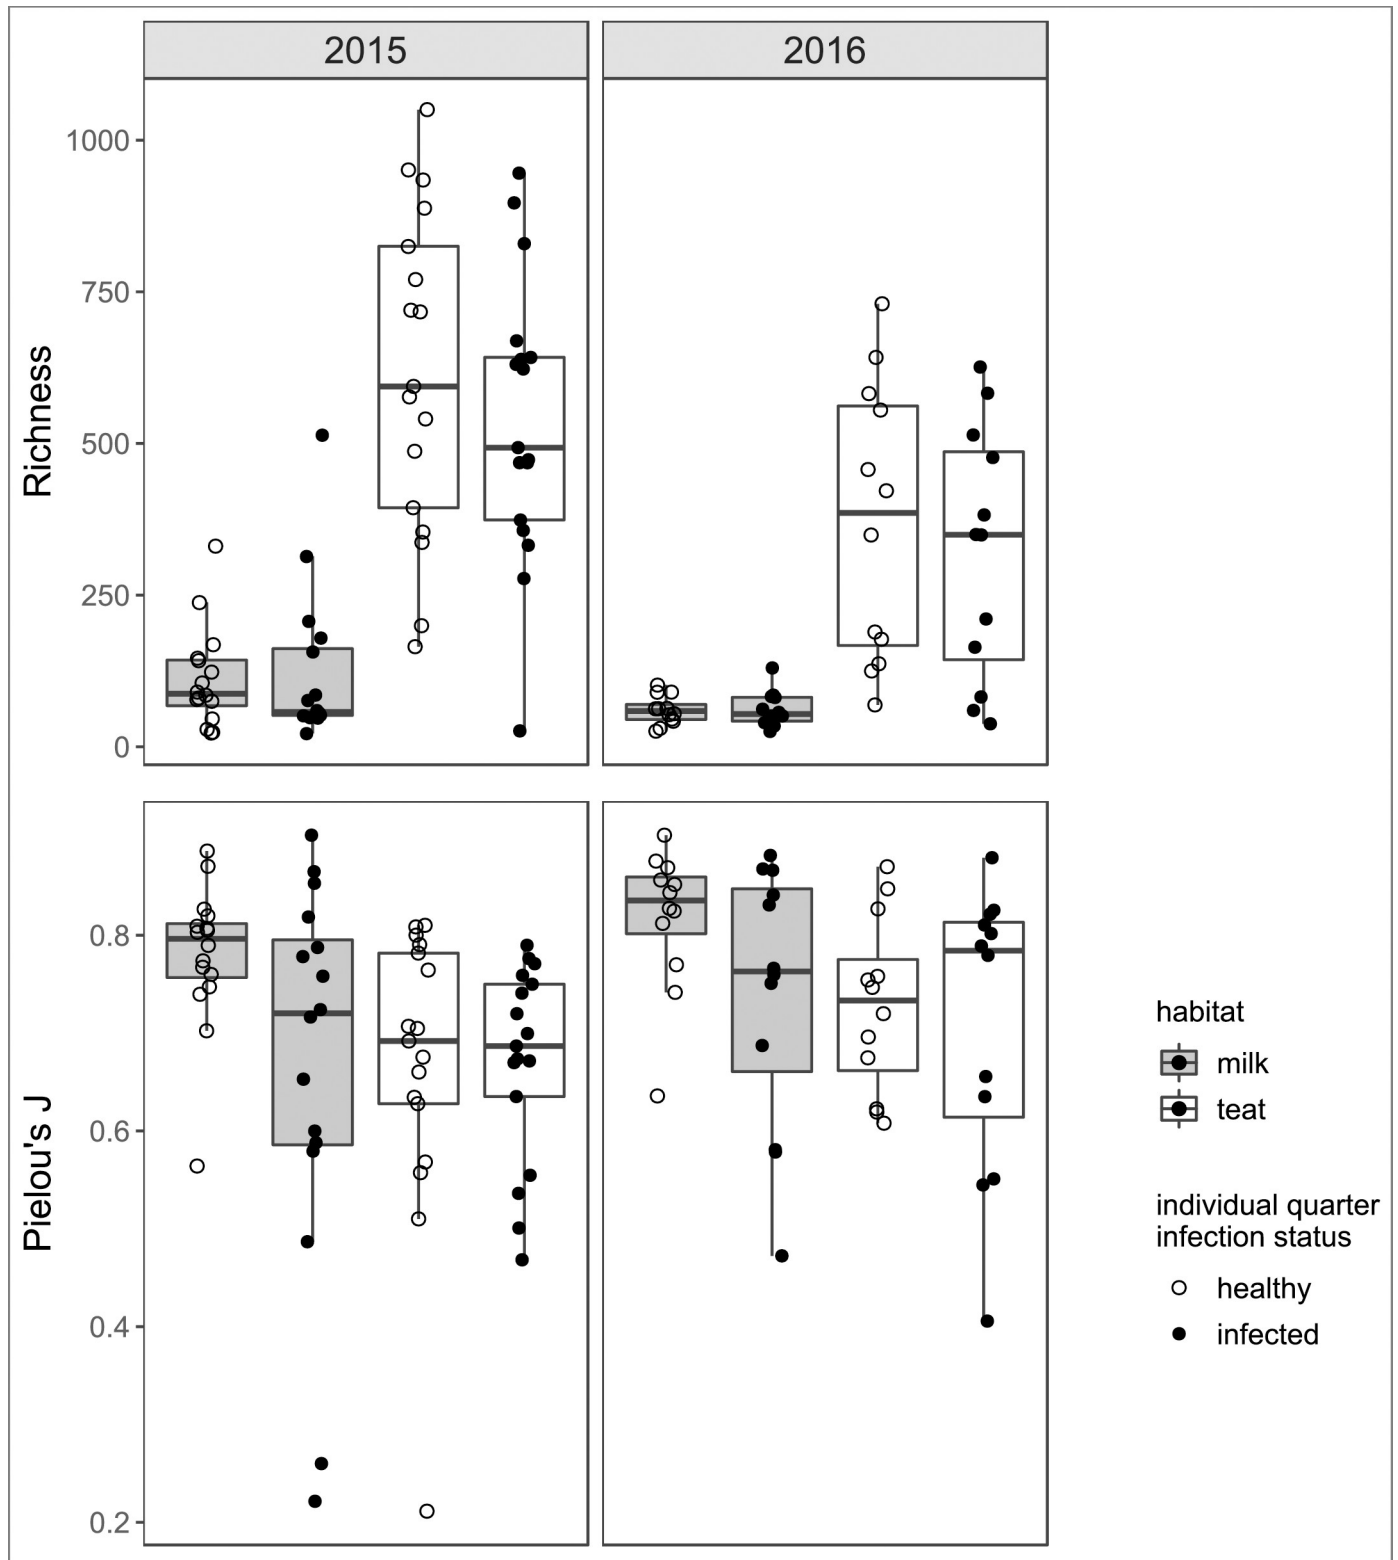 2015
2016
Richness
1000
750
500
250
0
Pielou's J
0.8
0.6
0.4
0.2
habitat
milk
teat
individual quarter
infection status
healthy
infected